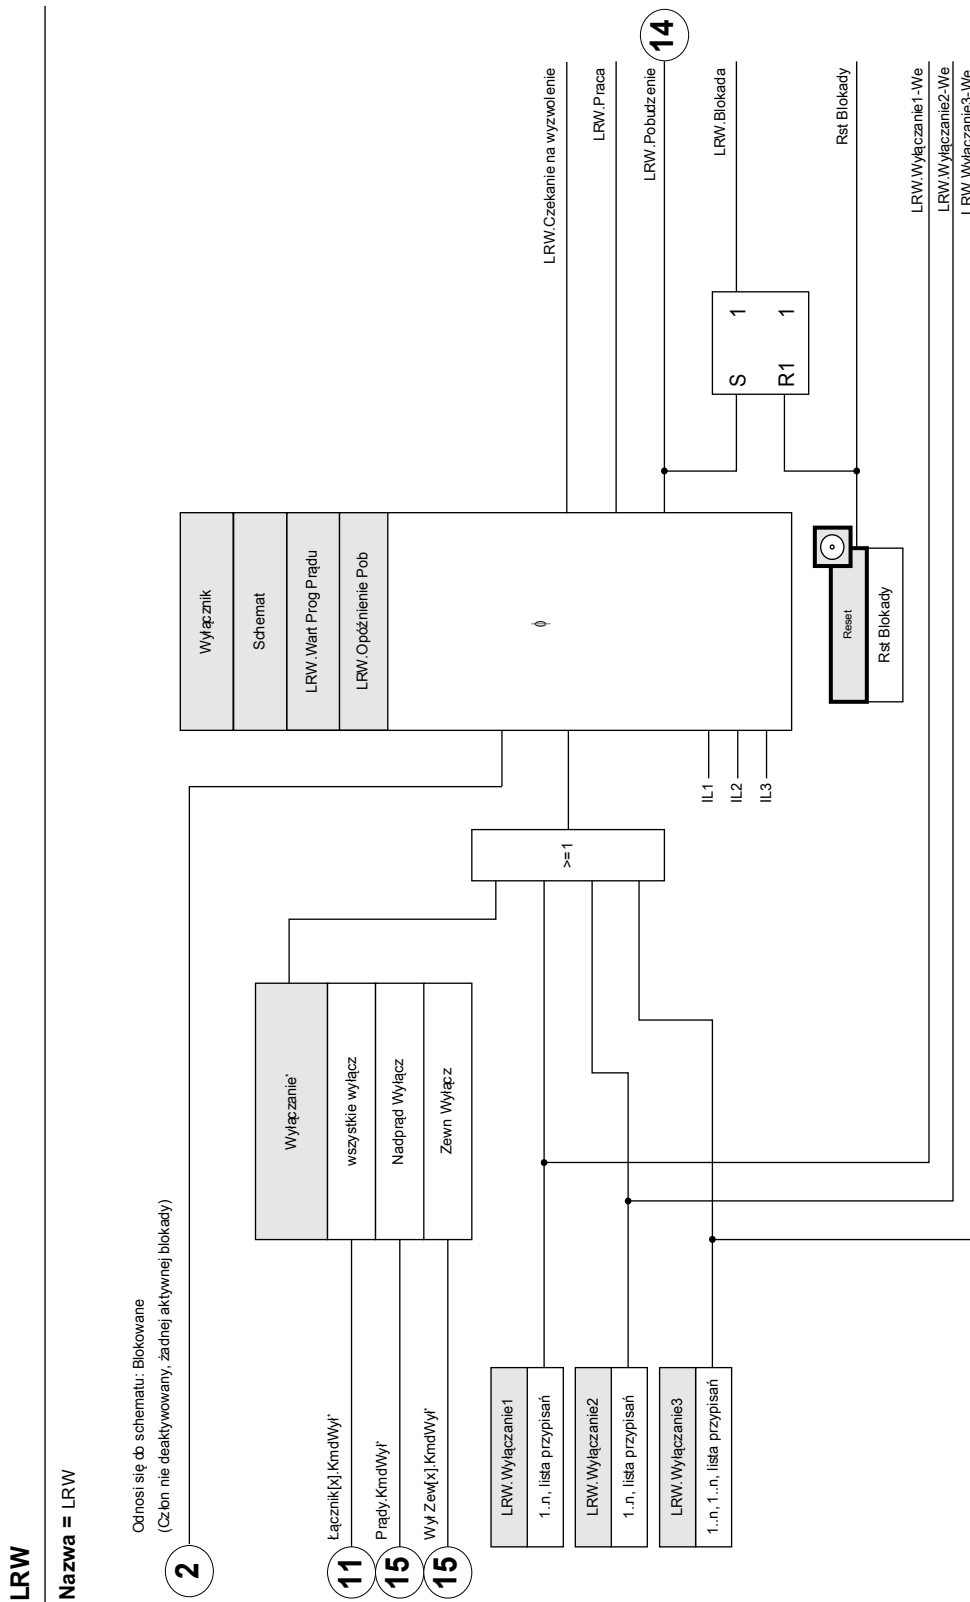 LRW
Nazwa = LRW
Odnosi się do schematu: Blokowane
(Człon nie deaktywowany, żadnej aktywnej blokady)
2
11
Łącznik[x].KmdWył*
15
Prądy.KmdWył*
15
Wył Zew[x].KmdWył*
Wyłączanie*
wszystkie wyłącz
Nadprąd Wyłącz
Zewn Wyłącz
LRW.Wyłączanie1
1..n, lista przypisań
LRW.Wyłączanie2
1..n, lista przypisań
LRW.Wyłączanie3
1..n, 1..n, lista przypisań
>=1
IL1
IL2
IL3
Wyłącznik
Schemat
LRW.Wart Prog Prądu
LRW.Opóźnienie Pob
ϕ
Reset
Rst Blokady
S 1
R1 1
LRW.Czekanie na wyzwolenie
LRW.Praca
LRW.Pobudzenie
14
LRW.Blokada
Rst Blokady
LRW.Wyłączanie1-We
LRW.Wyłączanie2-We
LRW.Wyłączanie3-We